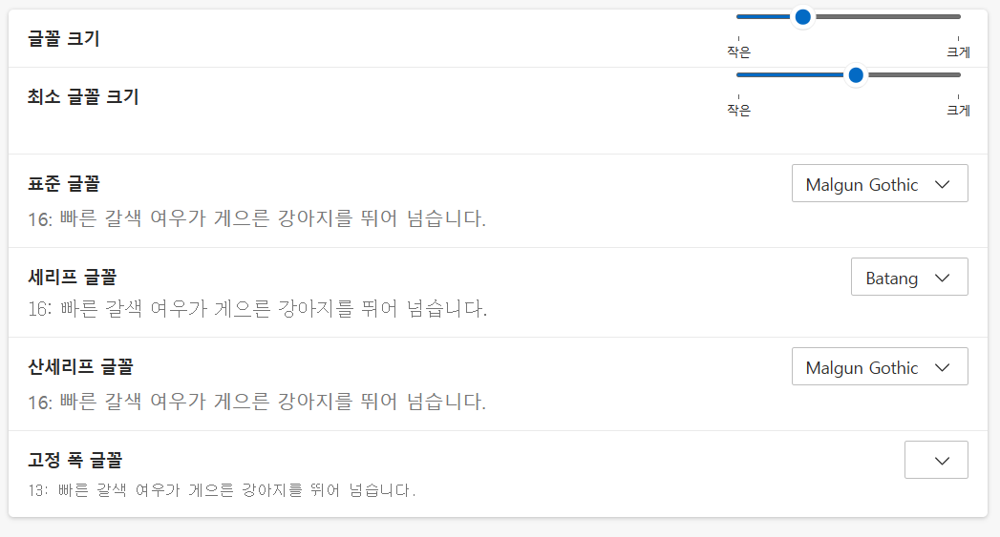 글꼴 크기
작은 크게
최소 글꼴 크기
작은 크게
표준 글꼴
Malgun Gothic
16: 빠른 갈색 여우가 게으른 강아지를 뛰어 넘습니다.
세리프 글꼴
Batang
16: 빠른 갈색 여우가 게으른 강아지를 뛰어 넘습니다.
산세리프 글꼴
Malgun Gothic
16: 빠른 갈색 여우가 게으른 강아지를 뛰어 넘습니다.
고정 폭 글꼴
13: 빠른 갈색 여우가 게으른 강아지를 뛰어 넘습니다.